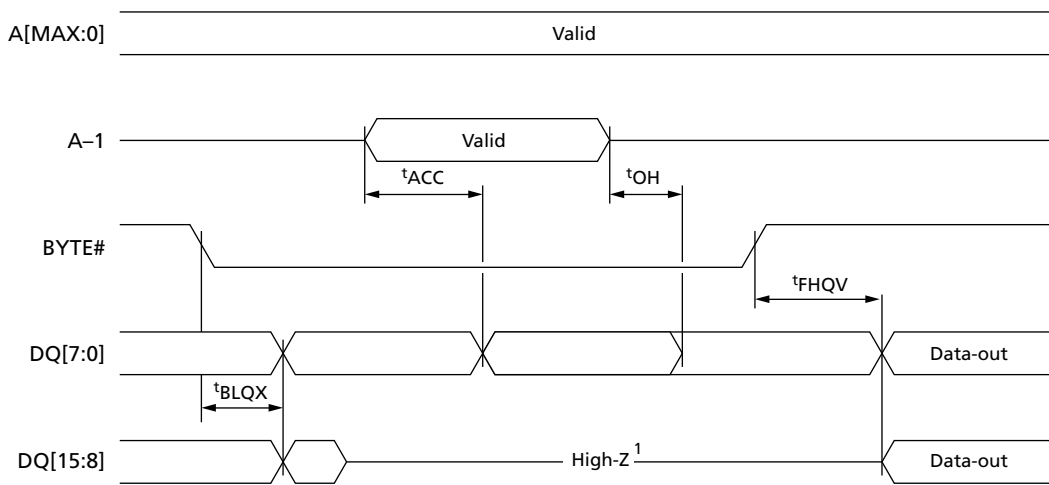 A[MAX:0] Valid
A–1 Valid
tACC tOH
BYTE#
tFHQV
DQ[7:0] Data-out
tBLQX
DQ[15:8] High-Z 1 Data-out